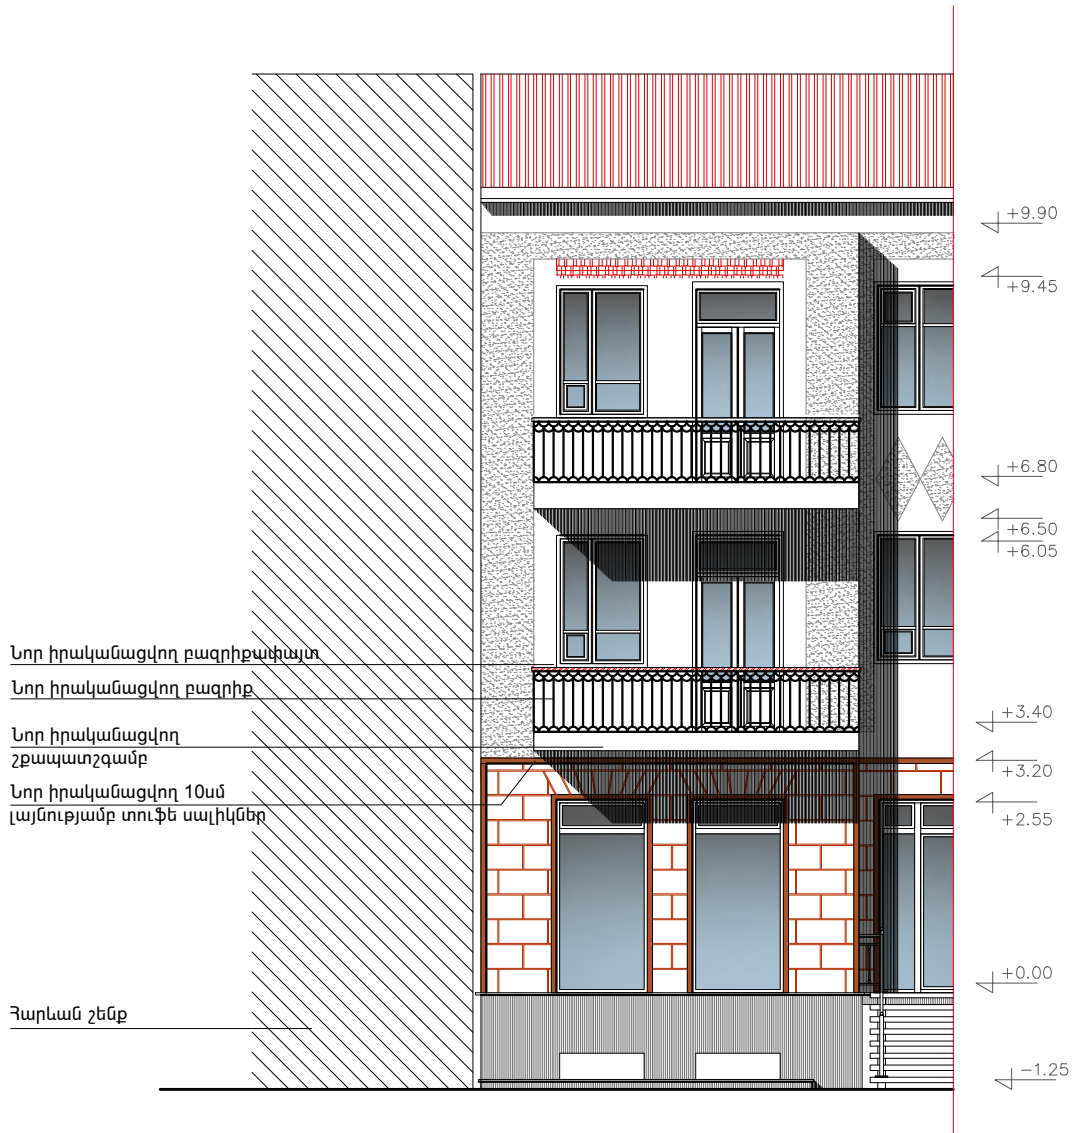 +9.90
+9.45
+6.80
+6.50
+6.05
Նոր իրականացվող բազրիքափայտ
Նոր իրականացվող բազրիք
+3.40
Նոր իրականացվող
շքապատշգամբ
+3.20
Նոր իրականացվող 10սմ
լայնությամբ տուֆե սալիկներ
+2.55
+0.00
Հարևան շենք
-1.25